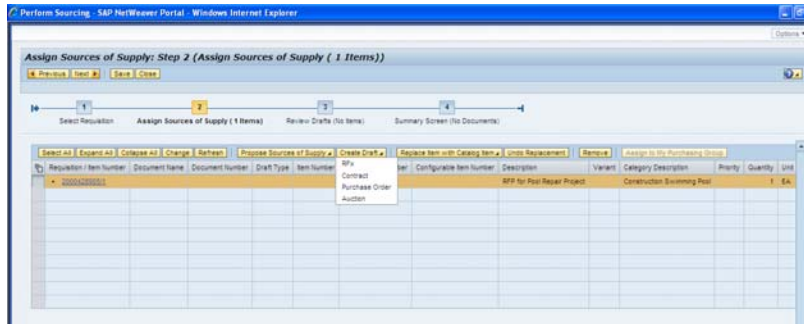 Perform Sourcing - SAP NetWeaver Portal - Windows Internet Explorer
Options
Assign Sources of Supply: Step 2 (Assign Sources of Supply ( 1 Items))
Previous Next Save Close
1 2 3 4
Select Requisition Assign Sources of Supply ( 1 Items) Review Drafts (No Items) Summary Screen (No Documents)
Select All Expand All Collapse All Change Refresh Propose Sources of Supply Create Draft Replace Item with Catalog Item Undo Replacement Remove Assign to My Purchasing Group
Requisition / Item Number Document Name Document Number Draft Type Item Number Configurable Item Number Description Variant Category Description Priority Quantity Unit
RFx
Contract
Purchase Order
Auction
RFP for Pool Repair Project Construction Swimming Pool 1 EA